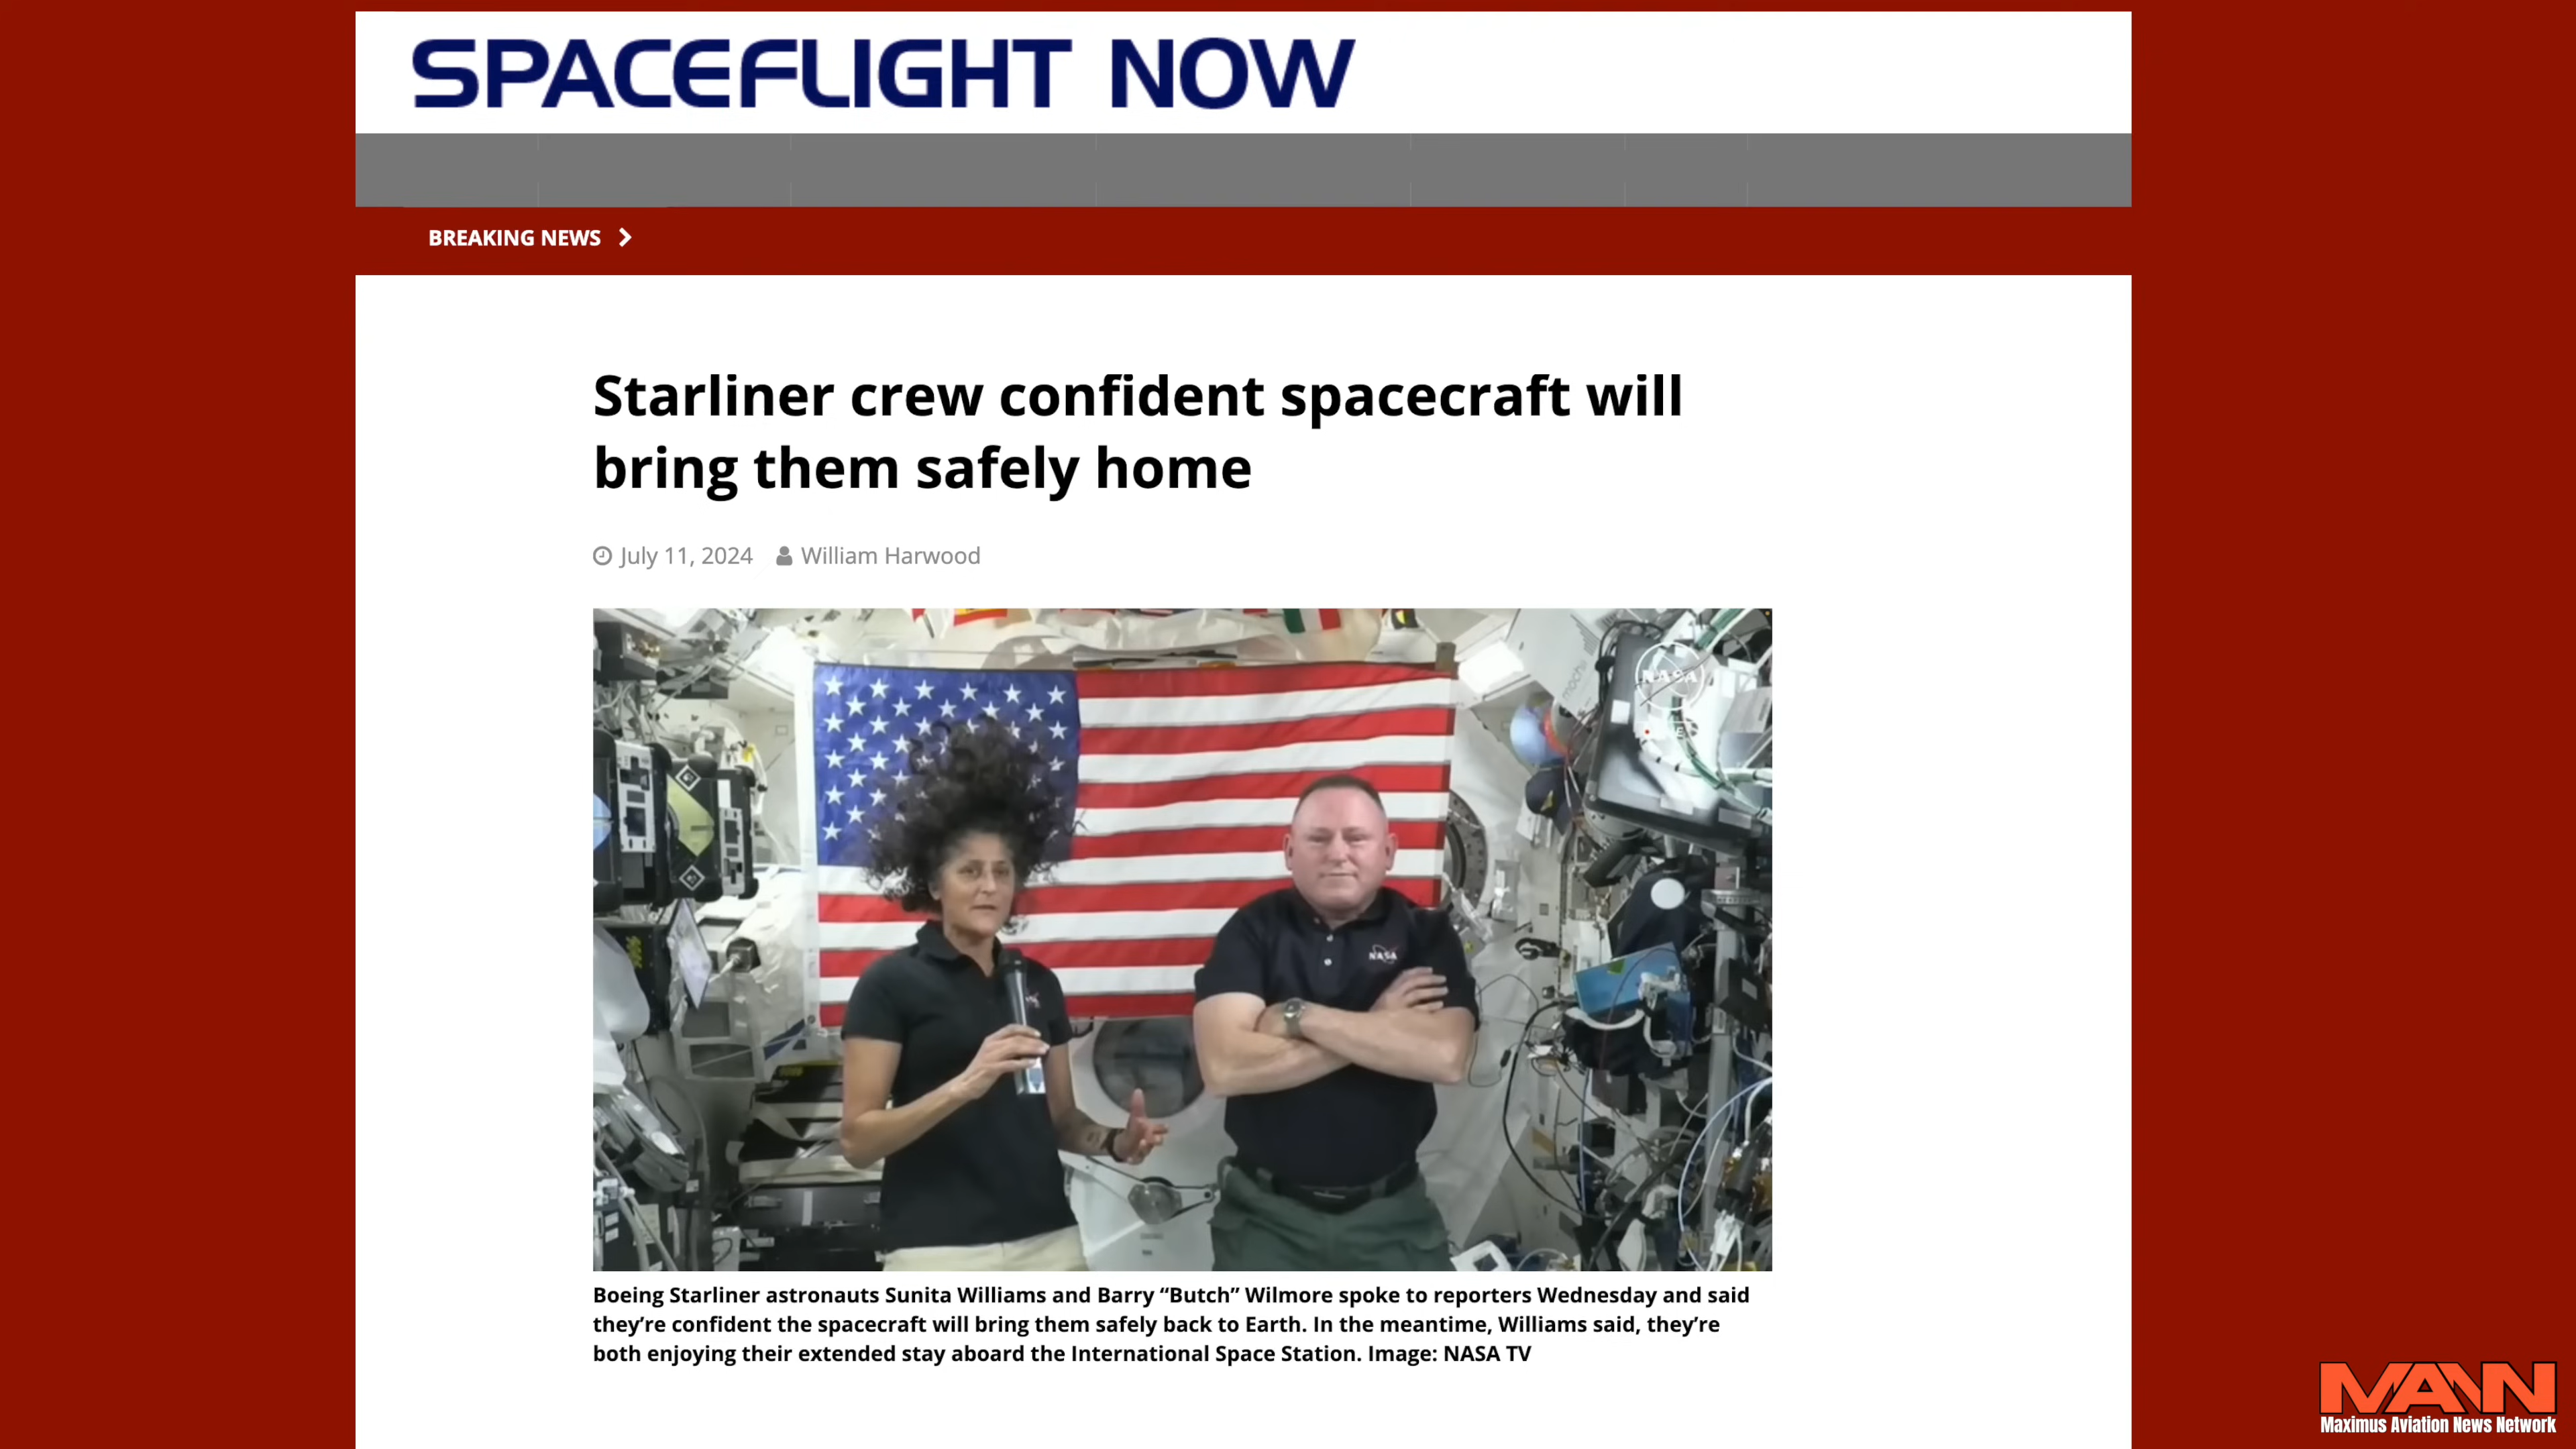 SPACEFLIGHT NOW
BREAKING NEWS
Starliner crew confident spacecraft will
bring them safely home
July 11, 2024 William Harwood
NASA
NASA
Boeing Starliner astronauts Sunita Williams and Barry “Butch” Wilmore spoke to reporters Wednesday and said
they’re confident the spacecraft will bring them safely back to Earth. In the meantime, Williams said, they’re
both enjoying their extended stay aboard the International Space Station. Image: NASA TV
MAN
Maximus Aviation News Network